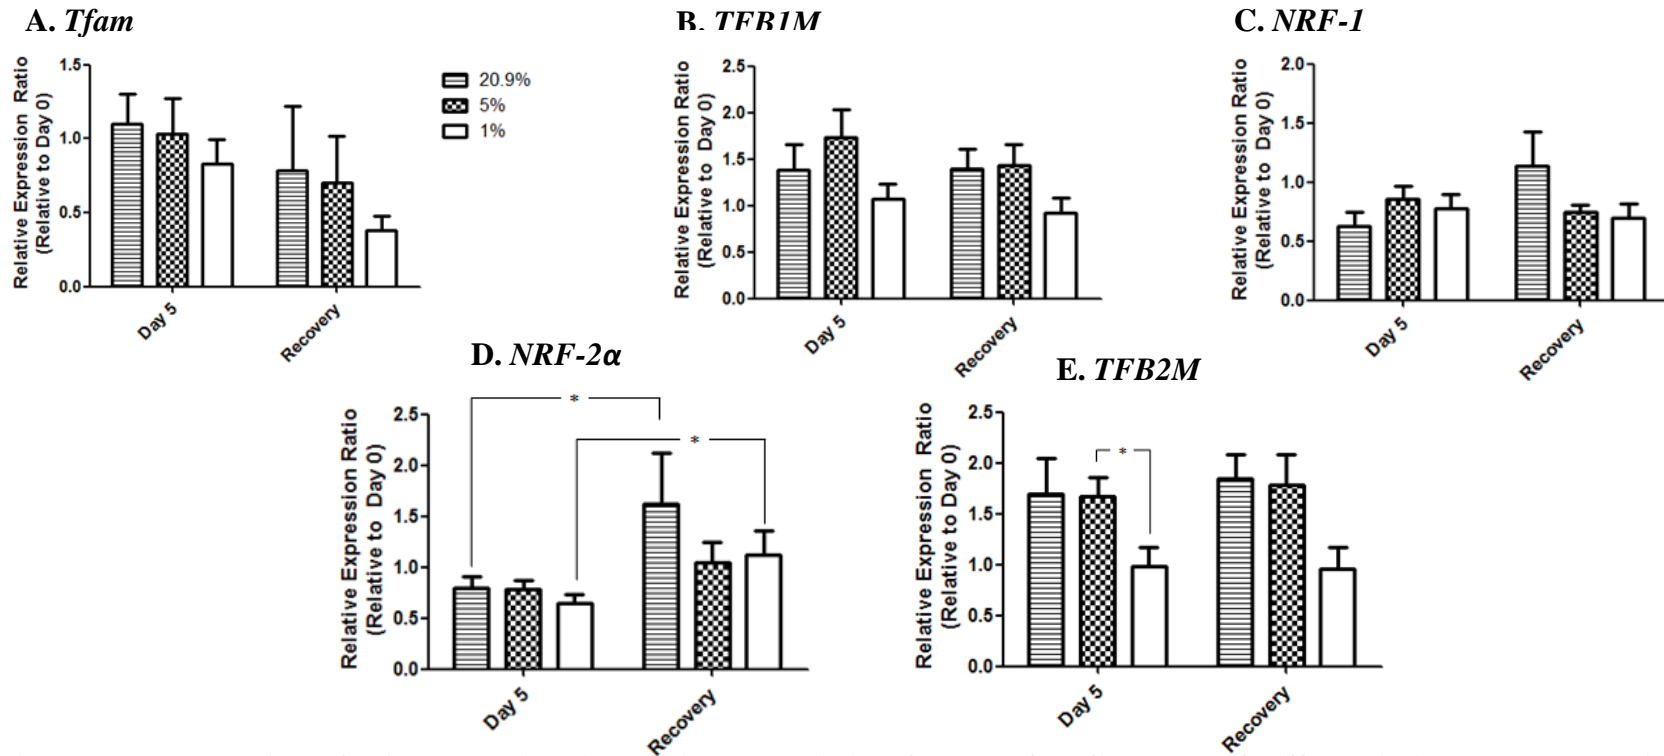 A. Tfam
Relative Expression Ratio
(Relative to Day 0)
1.5
1.0
0.5
0.0
Day 5
Recovery
20.9%
5%
1%
B. TFB1M
Relative Expression Ratio
(Relative to Day 0)
2.5
2.0
1.5
1.0
0.5
0.0
Day 5
Recovery
C. NRF-1
Relative Expression Ratio
(Relative to Day 0)
2.0
1.5
1.0
0.5
0.0
Day 5
Recovery
D. NRF-2α
Relative Expression Ratio
(Relative to Day 0)
2.5
2.0
1.5
1.0
0.5
0.0
*
*
Day 5
Recovery
E. TFB2M
Relative Expression Ratio
(Relative to Day 0)
2.5
2.0
1.5
1.0
0.5
0.0
*
Day 5
Recovery